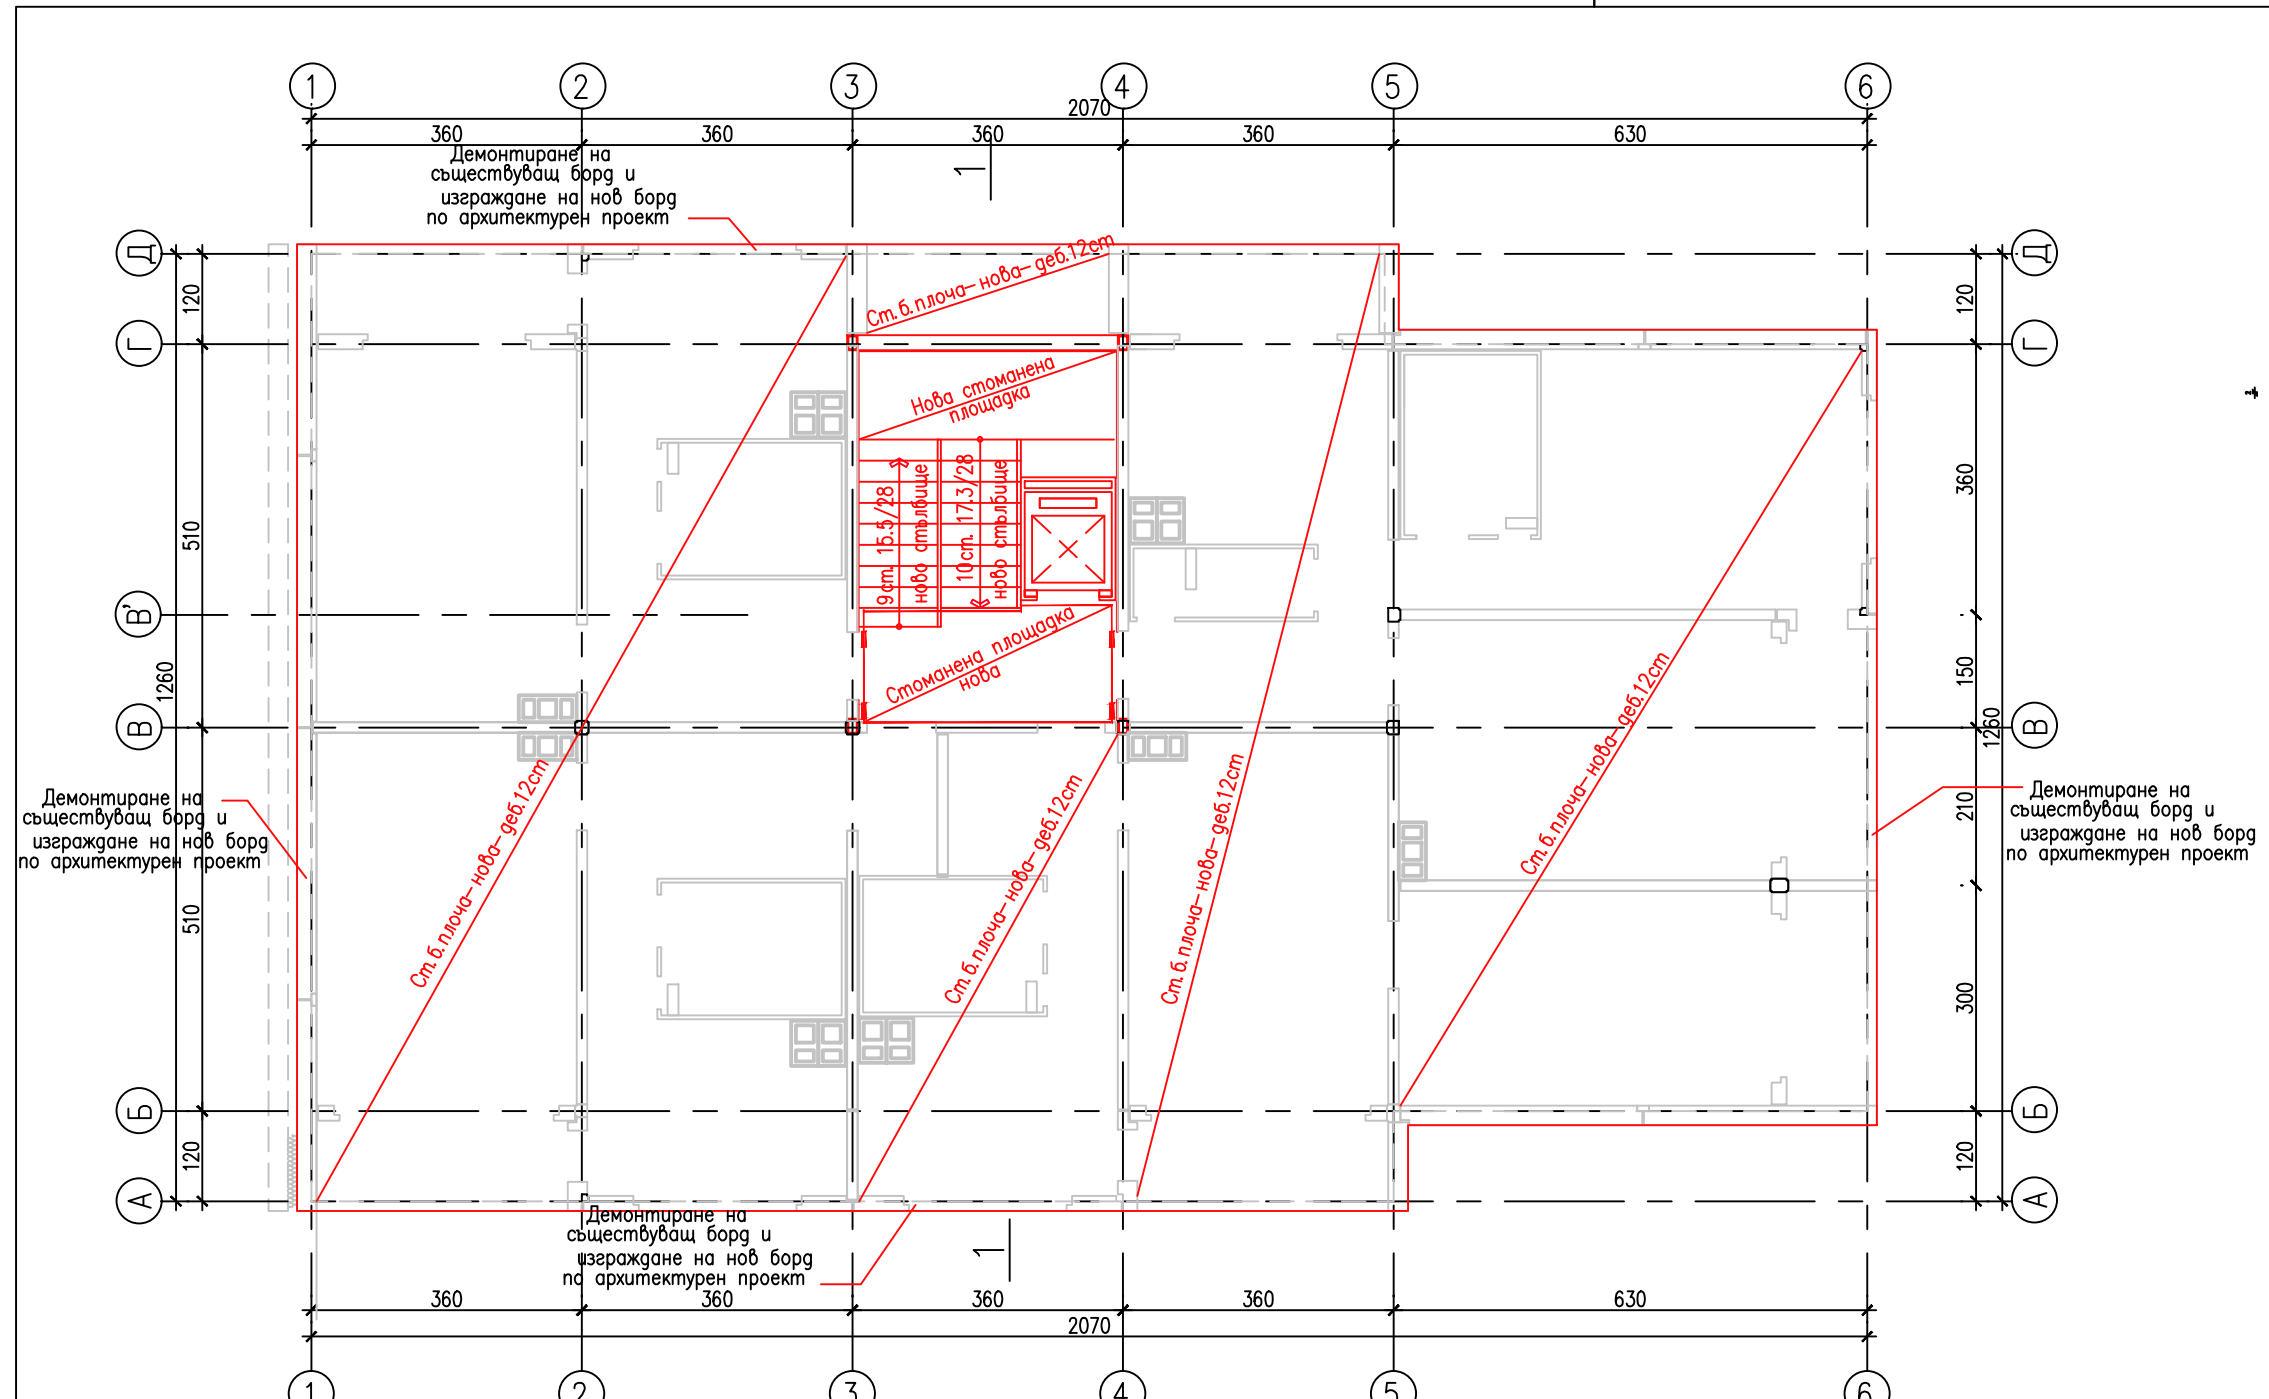 1
2
3
4
5
6
2070
360
360
360
360
630
Демонтиране на
съществуващ борд и
изграждане на нов борд
по архитектурен проект
1
Д
Д
Ст. б. плоча-нова-деб.12cm
120
120
Г
Г
Нова стоманена
площадка
510
360
9ст. 15.5/28
ново стълбище
10ст. 17.3/28
ново стълбище
В'
Стоманена площадка
нова
1260
150
В
В
1260
Ст. б. плоча-нова-деб.12cm
Ст. б. плоча-нова-деб.12cm
Ст. б. плоча-нова-деб.12cm
Ст. б. плоча-нова-деб.12cm
Демонтиране на
съществуващ борд и
изграждане на нов борд
по архитектурен проект
210
Демонтиране на
съществуващ борд и
изграждане на нов борд
по архитектурен проект
510
300
Б
Б
120
120
А
А
Демонтиране на
съществуващ борд и
изграждане на нов борд
по архитектурен проект
1
360
360
360
360
630
2070
1
2
3
4
5
6